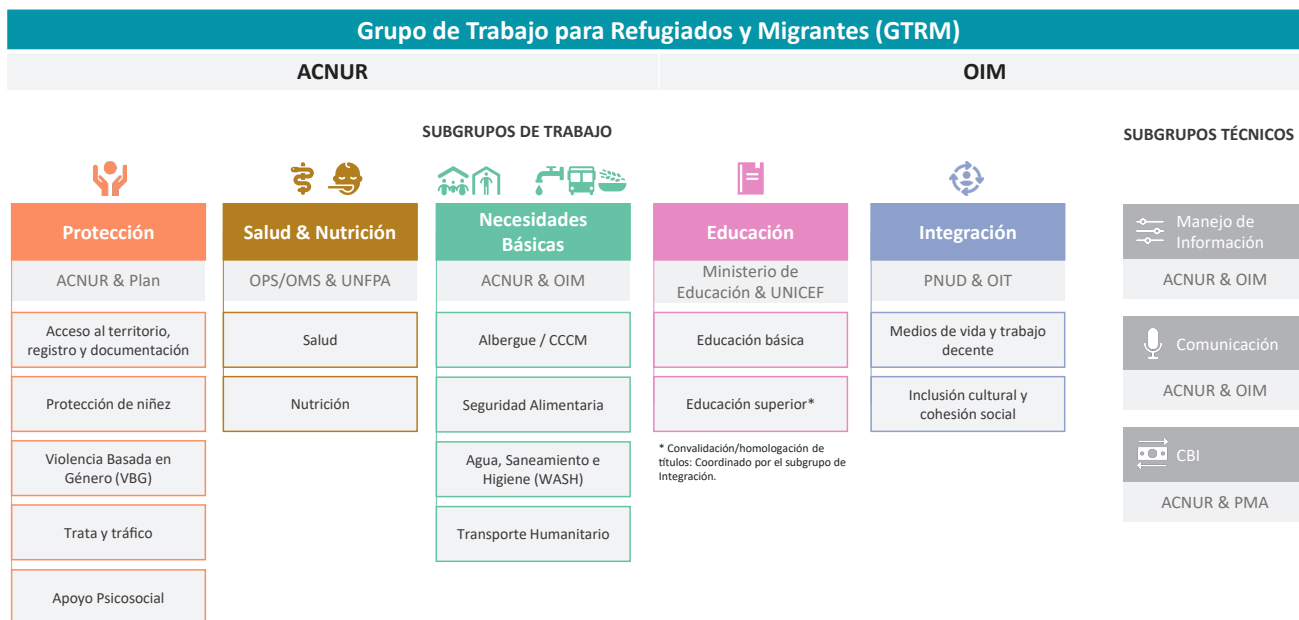 Grupo de Trabajo para Refugiados y Migrantes (GTRM)
ACNUR
OIM
SUBGRUPOS DE TRABAJO
SUBGRUPOS TÉCNICOS
Protección
ACNUR & Plan
Acceso al territorio,
registro y documentación
Protección de niñez
Violencia Basada en
Género (VBG)
Trata y tráfico
Apoyo Psicosocial
Salud & Nutrición
OPS/OMS & UNFPA
Salud
Nutrición
Necesidades
Básicas
ACNUR & OIM
Albergue / CCCM
Seguridad Alimentaria
Agua, Saneamiento e
Higiene (WASH)
Transporte Humanitario
Educación
Ministerio de
Educación & UNICEF
Educación básica
Educación superior*
* Convalidación/homologación de
títulos: Coordinado por el subgrupo de
Integración.
Integración
PNUD & OIT
Medios de vida y trabajo
decente
Inclusión cultural y
cohesión social
Manejo de
Información
ACNUR & OIM
Comunicación
ACNUR & OIM
CBI
ACNUR & PMA